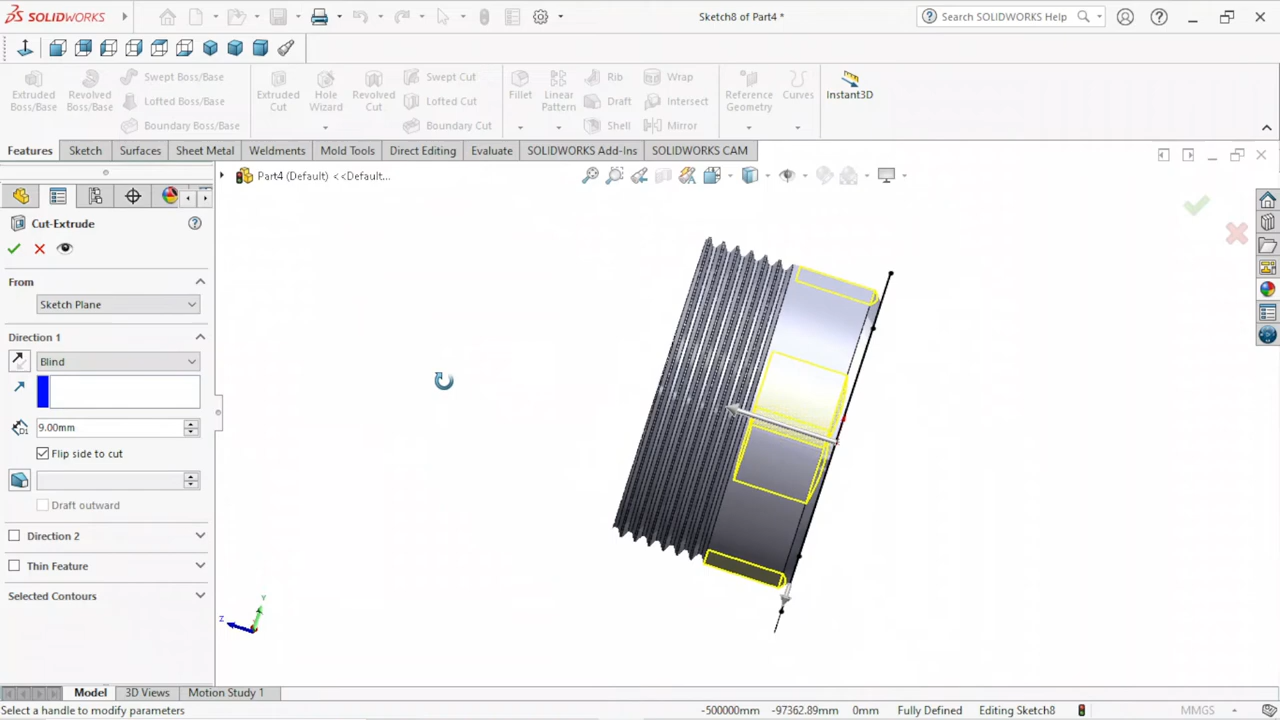 SOLIDWORKS
Sketch8 of Part4 *
Search SOLIDWORKS Help
Extruded Boss/Base
Revolved Boss/Base
Swept Boss/Base
Lofted Boss/Base
Boundary Boss/Base
Extruded Cut
Hole Wizard
Revolved Cut
Swept Cut
Lofted Cut
Boundary Cut
Fillet
Linear Pattern
Rib
Draft
Shell
Wrap
Intersect
Mirror
Reference Geometry
Curves
Instant3D
Features
Sketch
Surfaces
Sheet Metal
Weldments
Mold Tools
Direct Editing
Evaluate
SOLIDWORKS Add-Ins
SOLIDWORKS CAM
Part4 (Default) <<Default...
Cut-Extrude
From
Sketch Plane
Direction 1
Blind
9.00mm
Flip side to cut
Draft outward
Direction 2
Thin Feature
Selected Contours
Y
Z
Model
3D Views
Motion Study 1
Select a handle to modify parameters
-500000mm
-97362.89mm
0mm
Fully Defined
Editing Sketch8
MMGS